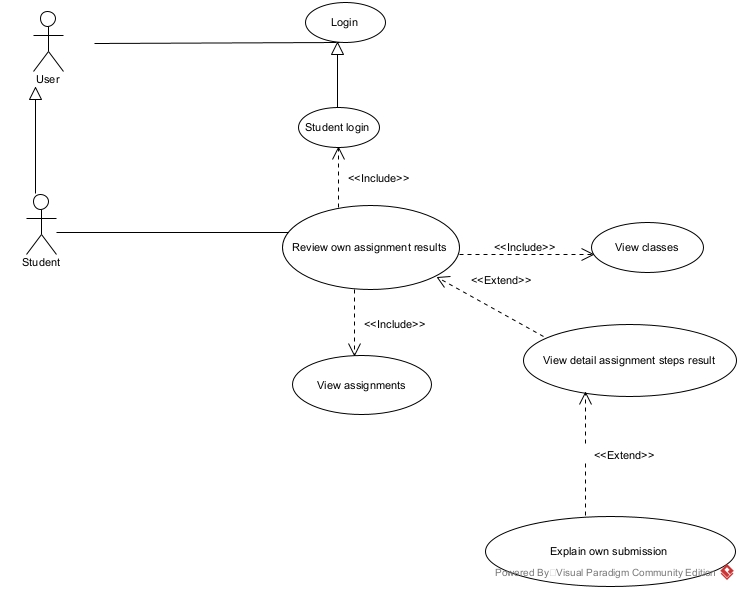 Login
User
Student login
<<Include>>
Student
Review own assignment results
<<Include>>
View classes
<<Extend>>
<<Include>>
View detail assignment steps result
View assignments
<<Extend>>
Explain own submission
Powered By Visual Paradigm Community Edition